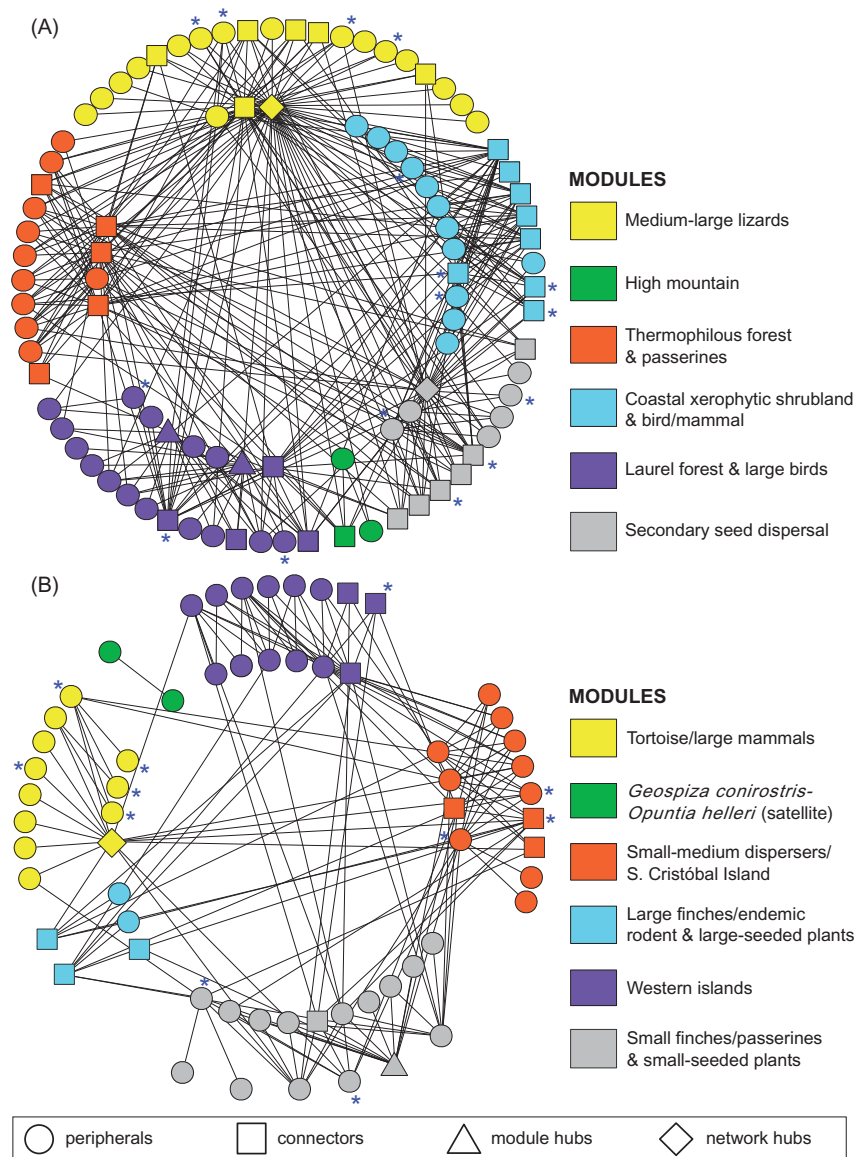 (A)
MODULES
Medium-large lizards
High mountain
Thermophilous forest
& passerines
Coastal xerophytic shrubland
& bird/mammal
Laurel forest & large birds
Secondary seed dispersal
(B)
MODULES
Tortoise/large mammals
Geospiza conirostris-
Opuntia helleri (satellite)
Small-medium dispersers/
S. Cristóbal Island
Large finches/endemic
rodent & large-seeded plants
Western islands
Small finches/passerines
& small-seeded plants
peripherals connectors module hubs network hubs